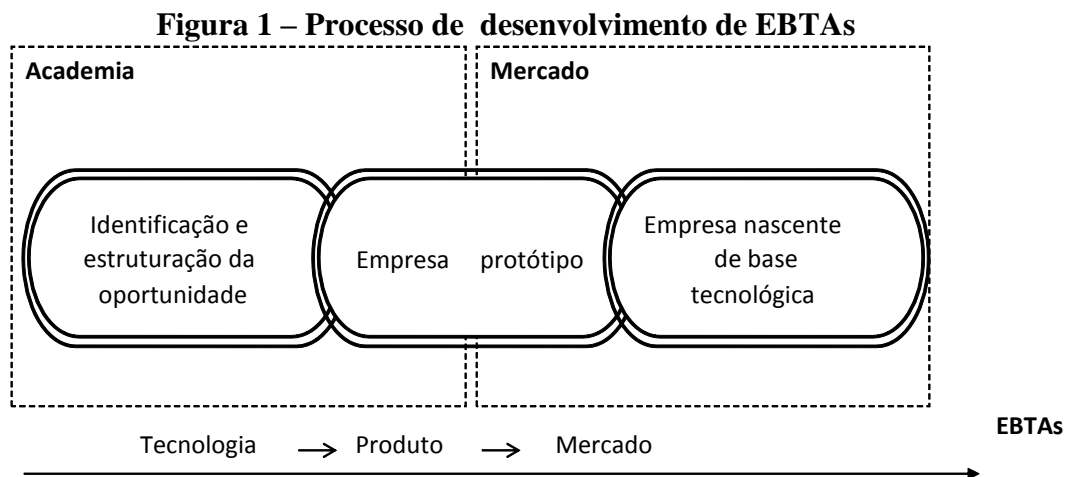 Figura 1 – Processo de desenvolvimento de EBTAs
Academia
Mercado
Identificação e
estruturação da
oportunidade
Empresa protótipo
Empresa nascente
de base
tecnológica
EBTAs
Tecnologia → Produto → Mercado